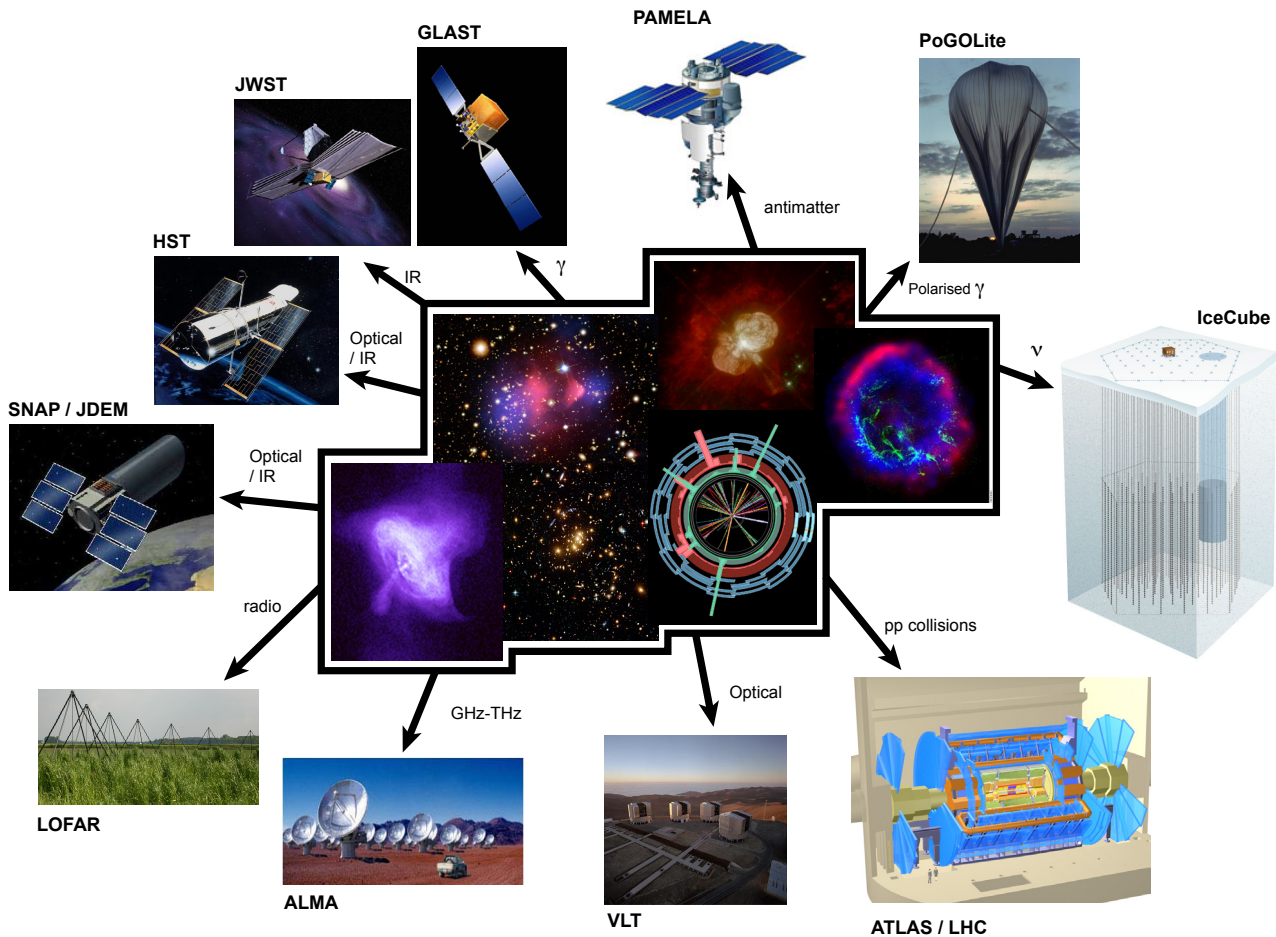 PAMELA
GLAST
PoGOLite
JWST
antimatter
HST
γ
IR
Polarised γ
IceCube
Optical
/ IR
ν
SNAP / JDEM
Optical
/ IR
radio
pp collisions
Optical
GHz-THz
LOFAR
ALMA
VLT
ATLAS / LHC